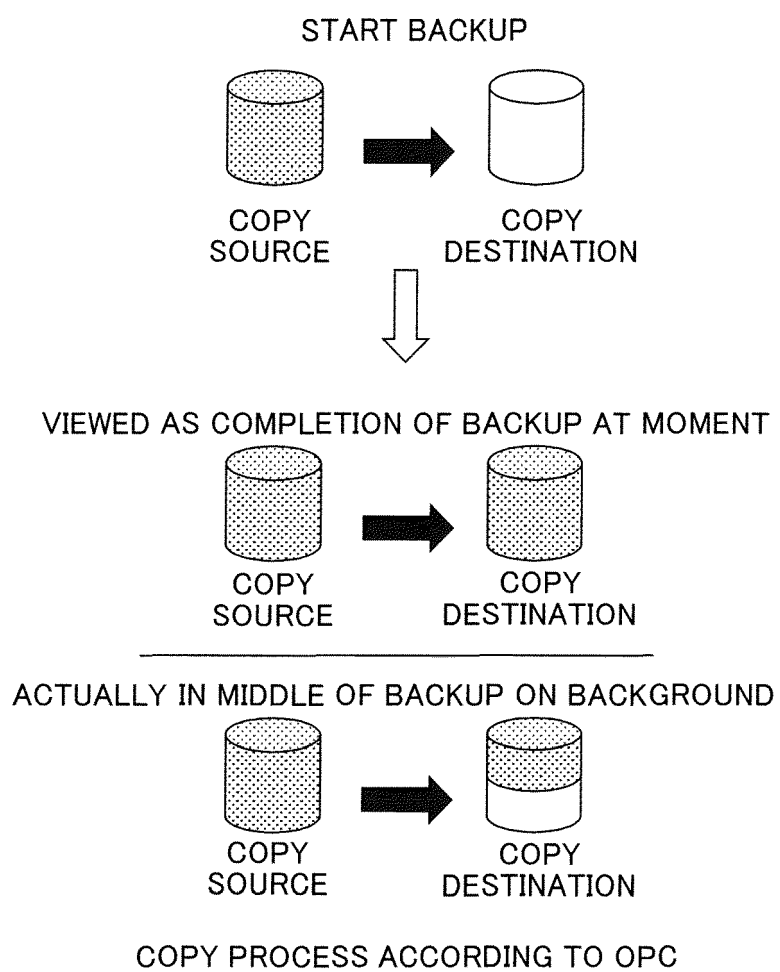 START BACKUP
COPY SOURCE
COPY DESTINATION
VIEWED AS COMPLETION OF BACKUP AT MOMENT
COPY SOURCE
COPY DESTINATION
ACTUALLY IN MIDDLE OF BACKUP ON BACKGROUND
COPY SOURCE
COPY DESTINATION
COPY PROCESS ACCORDING TO OPC